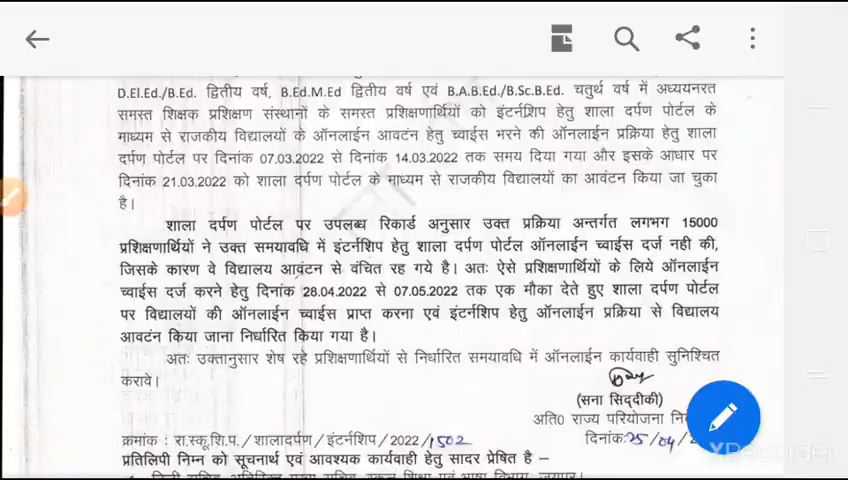 D.El.Ed./B.Ed. द्वितीय वर्ष, B.Ed.M.Ed द्वितीय वर्ष एवं B.A.B.Ed./B.Sc.B.Ed. चतुर्थ वर्ष में अध्ययनरत
समस्त शिक्षक प्रशिक्षण संस्थानों के समस्त प्रशिक्षणार्थियों को इंटर्नशिप हेतु शाला दर्पण पोर्टल के
माध्यम से राजकीय विद्यालयों के ऑनलाईन आवटंन हेतु च्वाईस भरने की ऑनलाईन प्रक्रिया हेतु शाला
दर्पण पोर्टल पर दिनांक 07.03.2022 से दिनांक 14.03.2022 तक समय दिया गया और इसके आधार पर
दिनांक 21.03.2022 को शाला दर्पण पोर्टल के माध्यम से राजकीय विद्यालयों का आवंटन किया जा चुका
है।
शाला दर्पण पोर्टल पर उपलब्ध रिकार्ड अनुसार उक्त प्रक्रिया अन्तर्गत लगभग 15000
प्रशिक्षणार्थियों ने उक्त समयावधि में इंटर्नशिप हेतु शाला दर्पण पोर्टल ऑनलाईन च्वाईस दर्ज नही की,
जिसके कारण वे विद्यालय आवंटन से वंचित रह गये है। अतः ऐसे प्रशिक्षणार्थियों के लिये ऑनलाईन
च्वाईस दर्ज करने हेतु दिनांक 28.04.2022 से 07.05.2022 तक एक मौका देते हुए शाला दर्पण पोर्टल
पर विद्यालयों की ऑनलाईन च्वाईस प्राप्त करना एवं इंटर्नशिप हेतु ऑनलाईन प्रक्रिया से विद्यालय
आवटंन किया जाना निर्धारित किया गया है।
अतः उक्तानुसार शेष रहे प्रशिक्षणार्थियों से निर्धारित समयावधि में ऑनलाईन कार्यवाही सुनिश्चित
करावे।
(सना सिद्दीकी)
अति0 राज्य परियोजना नि
क्रमांक : रा.स्कू.शि.प./शालादर्पण/इंटर्नशिप/2022/1502
दिनांक:25/04/2
प्रतिलिपि निम्न को सूचनार्थ एवं आवश्यक कार्यवाही हेतु सादर प्रेषित है –
XRecorder